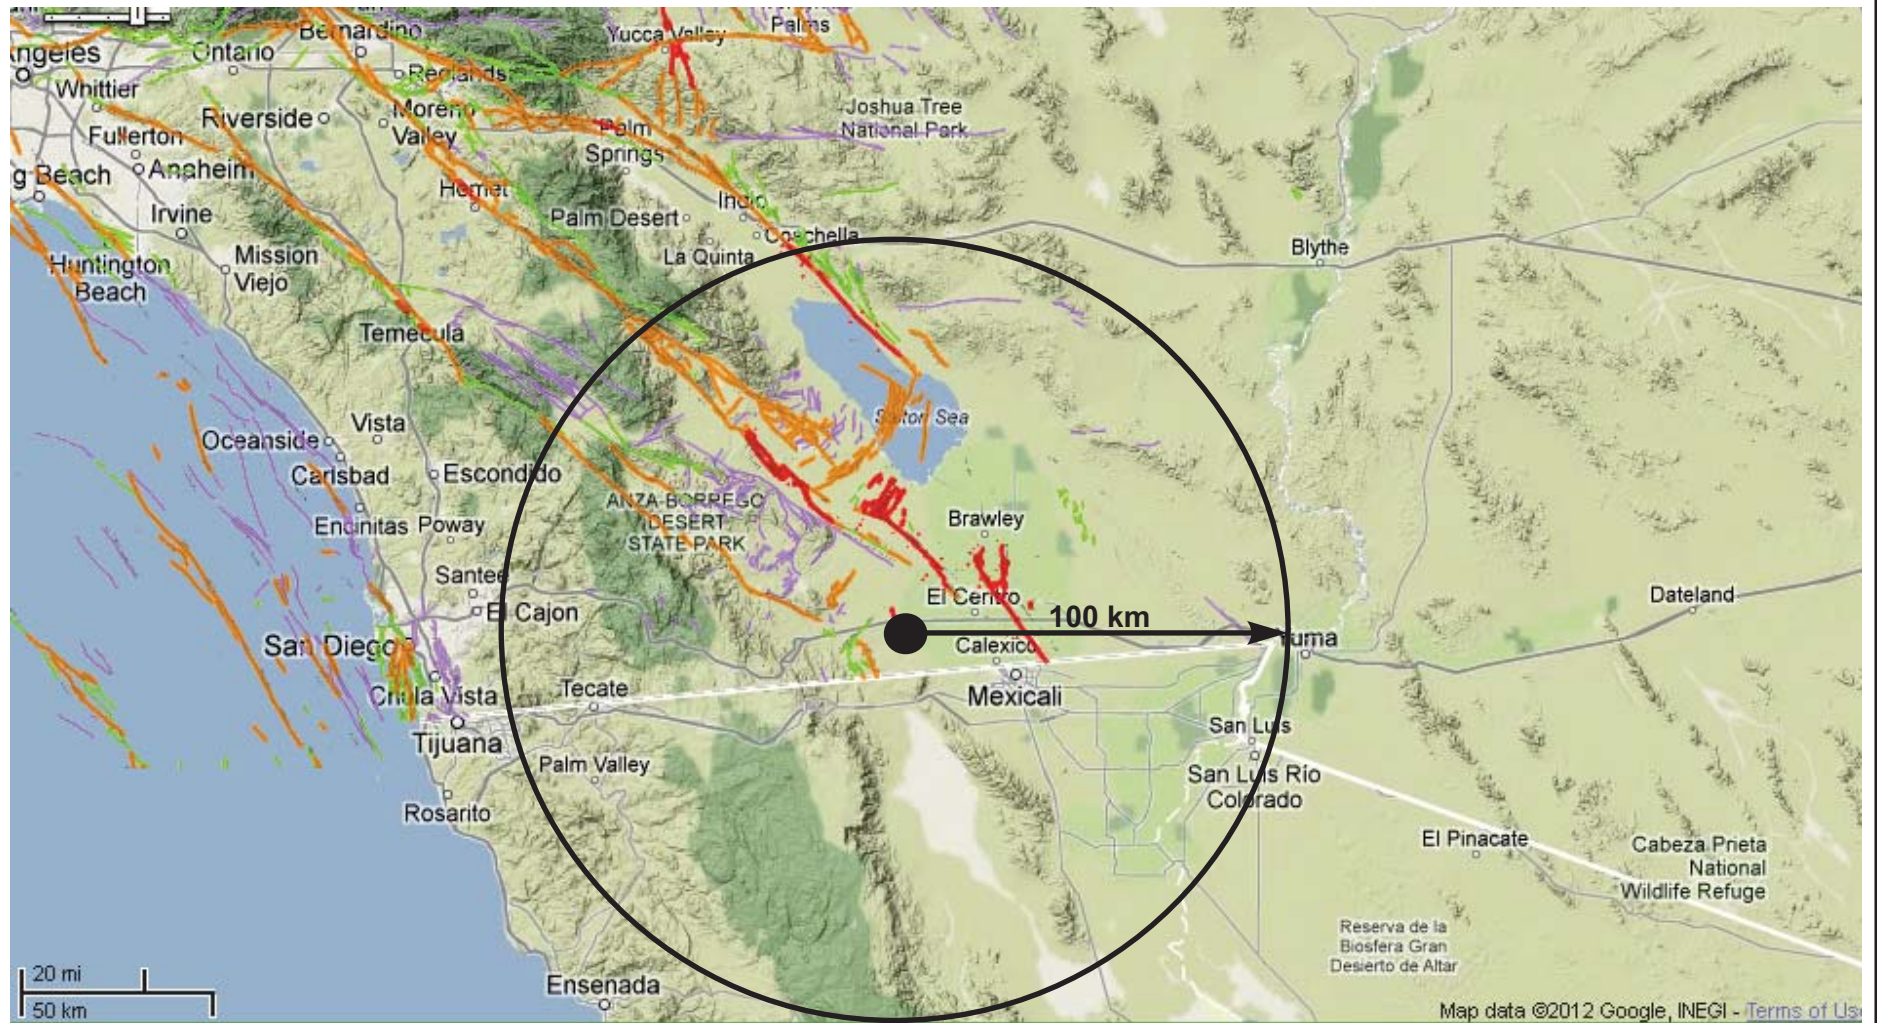 Bernardino
Yucca Valley
Palms
Ontario
Angeles
Redlands
Whittier
Riverside
Moreno
Valley
Joshua Tree
National Park
Fullerton
Palm
Springs
Anaheim
g Beach
Hemet
Irvine
Palm Desert
Indio
Coachella
Mission
Viejo
La Quinta
Blythe
Huntington
Beach
Temecula
Vista
Oceanside
Salton Sea
Carlsbad
Escondido
ANZA-BORREGO
DESERT
STATE PARK
Encinitas
Poway
Brawley
Santee
El Centro
Dateland
El Cajon
100 km
San Diego
Calexico
Yuma
Chula Vista
Tecate
Mexicali
Tijuana
San Luis
Palm Valley
San Luis Río
Colorado
Rosarito
El Pinacate
Cabeza Prieta
National
Wildlife Refuge
Reserva de la
Biosfera Gran
Desierto de Altar
20 mi
50 km
Ensenada
Map data ©2012 Google, INEGI - Terms of Us